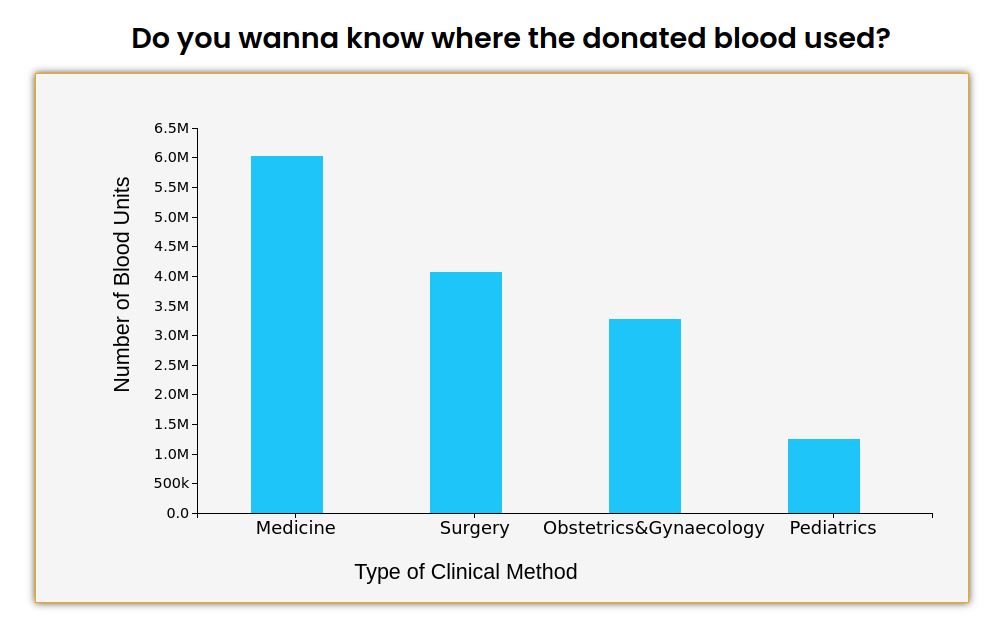 Do you wanna know where the donated blood used?
6.5M
6.0M
5.5M
5.0M
4.5M
4.0M
3.5M
3.0M
2.5M
2.0M
1.5M
1.0M
500k
0.0
Number of Blood Units
Medicine Surgery Obstetrics&Gynaecology Pediatrics
Type of Clinical Method